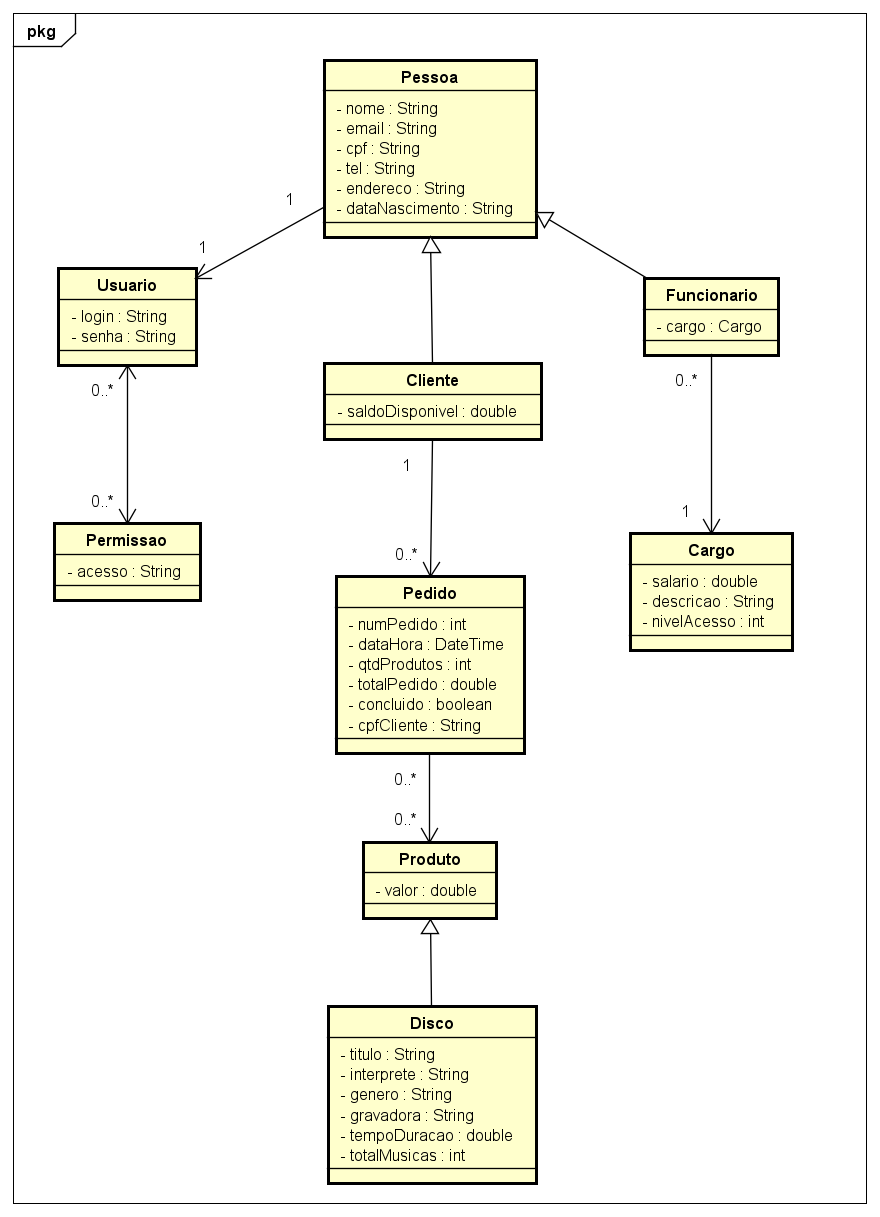 pkg
Pessoa
- nome : String
- email : String
- cpf : String
- tel : String
- endereco : String
- dataNascimento : String
1
1
Usuario
- login : String
- senha : String
0..*
0..*
Permissao
- acesso : String
Cliente
- saldoDisponivel : double
1
0..*
Funcionario
- cargo : Cargo
0..*
1
Cargo
- salario : double
- descricao : String
- nivelAcesso : int
Pedido
- numPedido : int
- dataHora : DateTime
- qtdProdutos : int
- totalPedido : double
- concluido : boolean
- cpfCliente : String
0..*
0..*
Produto
- valor : double
Disco
- titulo : String
- interprete : String
- genero : String
- gravadora : String
- tempoDuracao : double
- totalMusicas : int